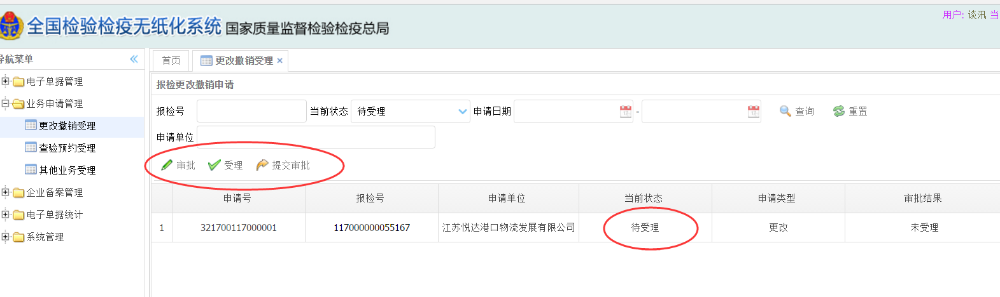 全国检验检疫无纸化系统 国家质量监督检验检疫总局
用户: 谈汛 当
导航菜单
电子单据管理
业务申请管理
更改撤销受理
查验预约受理
其他业务受理
企业备案管理
电子单据统计
系统管理
首页 更改撤销受理 ×
报检更改撤销申请
报检号 当前状态 待受理 申请日期 - 查询 重置
申请单位
审批 受理 提交审批
申请号 报检号 申请单位 当前状态 申请类型 审批结果
1 321700117000001 117000000055167 江苏悦达港口物流发展有限公司 待受理 更改 未受理